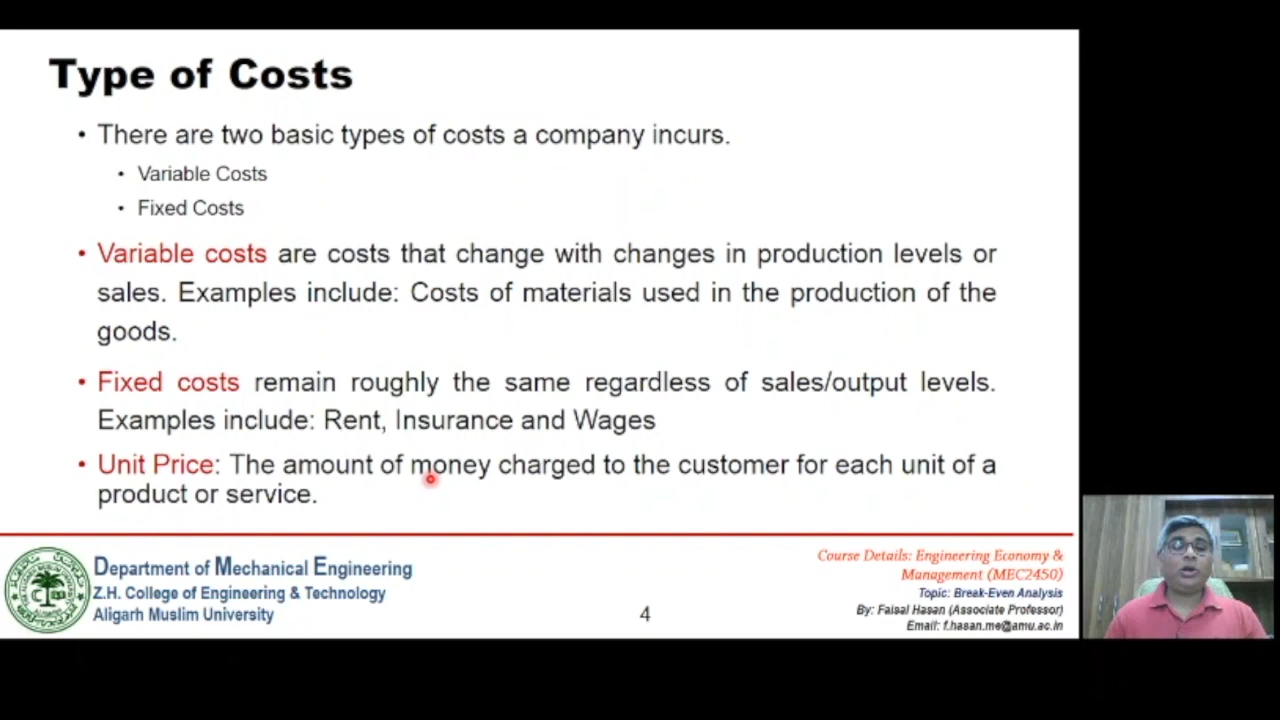 Type of Costs
• There are two basic types of costs a company incurs.
• Variable Costs
• Fixed Costs
• Variable costs are costs that change with changes in production levels or
sales. Examples include: Costs of materials used in the production of the
goods.
• Fixed costs remain roughly the same regardless of sales/output levels.
Examples include: Rent, Insurance and Wages
• Unit Price: The amount of money charged to the customer for each unit of a
product or service.
Department of Mechanical Engineering
Z.H. College of Engineering & Technology
Aligarh Muslim University
4
Course Details: Engineering Economy &
Management (MEC2450)
Topic: Break-Even Analysis
By: Faisal Hasan (Associate Professor)
Email: f.hasan.me@amu.ac.in